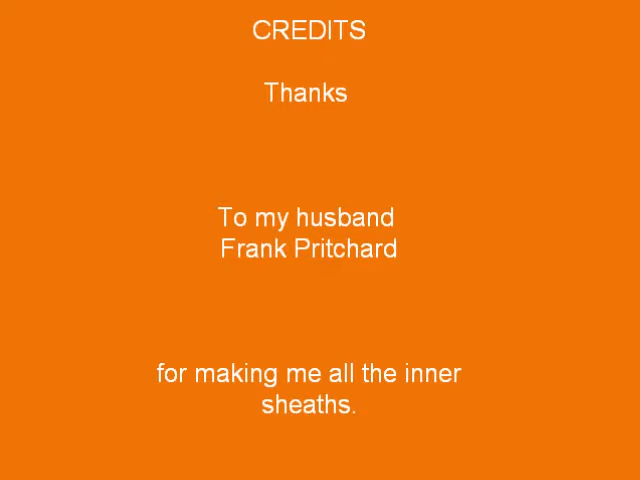 CREDITS
Thanks
To my husband
Frank Pritchard
for making me all the inner
sheaths.